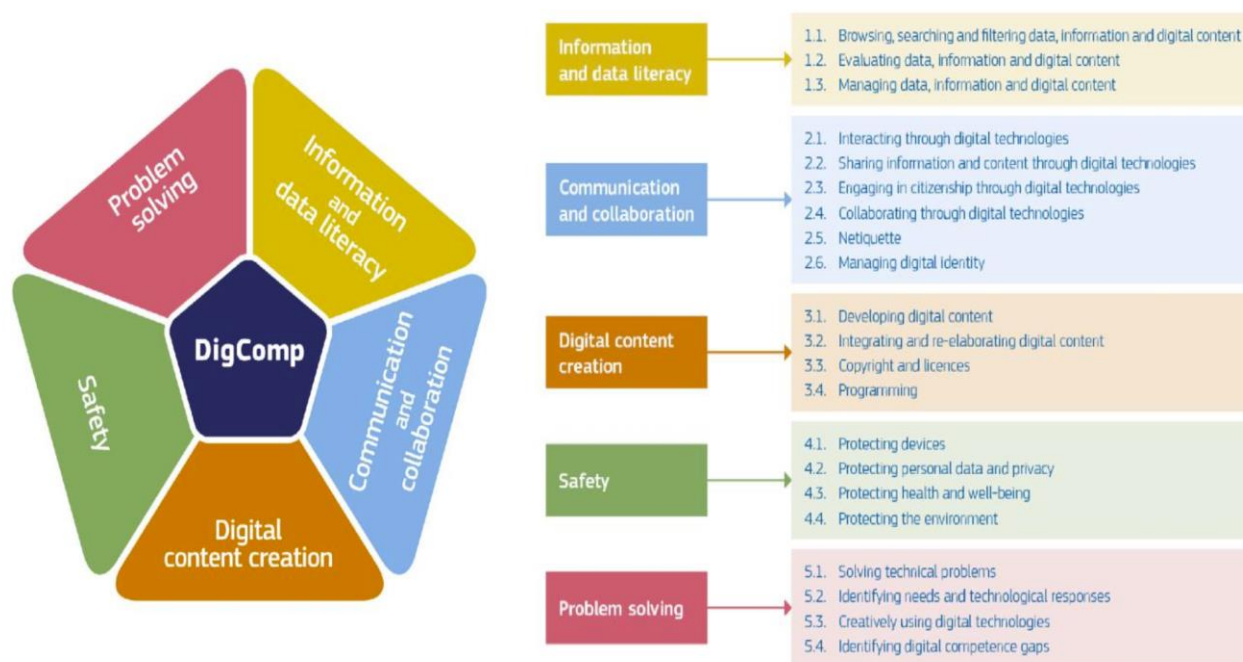 Problem
solving
Information
and
data literacy
Safety
DigComp
Communication
and
collaboration
Digital
content creation
Information
and data literacy
1.1. Browsing, searching and filtering data, information and digital content
1.2. Evaluating data, information and digital content
1.3. Managing data, information and digital content
Communication
and collaboration
2.1. Interacting through digital technologies
2.2. Sharing information and content through digital technologies
2.3. Engaging in citizenship through digital technologies
2.4. Collaborating through digital technologies
2.5. Netiquette
2.6. Managing digital identity
Digital content
creation
3.1. Developing digital content
3.2. Integrating and re-elaborating digital content
3.3. Copyright and licences
3.4. Programming
Safety
4.1. Protecting devices
4.2. Protecting personal data and privacy
4.3. Protecting health and well-being
4.4. Protecting the environment
Problem solving
5.1. Solving technical problems
5.2. Identifying needs and technological responses
5.3. Creatively using digital technologies
5.4. Identifying digital competence gaps